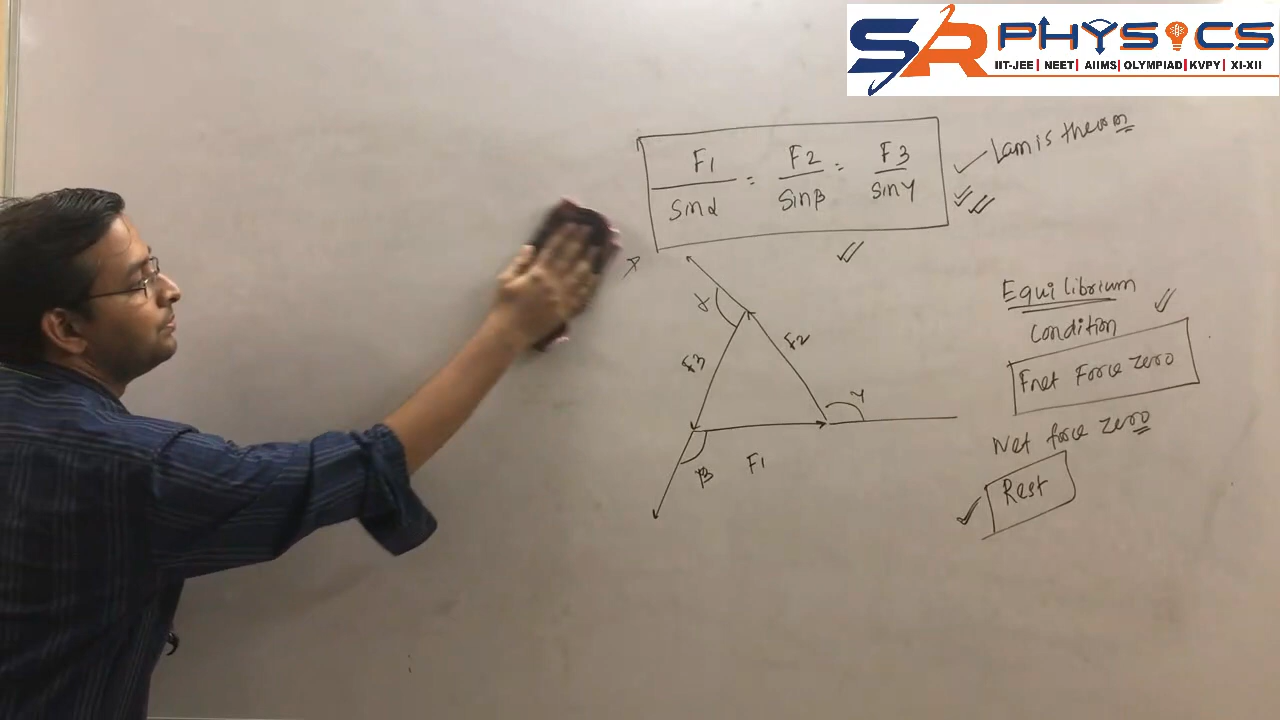 SR PHYSICS
IIT-JEE | NEET | AIIMS | OLYMPIAD | KVPY | XI-XII
F1/Sinα = F2/Sinβ = F3/Sinγ
Lamis theorm
α
F3
F2
γ
β
F1
Equilibrium
Condition
Fnet Force zero
Net force zero
Rest